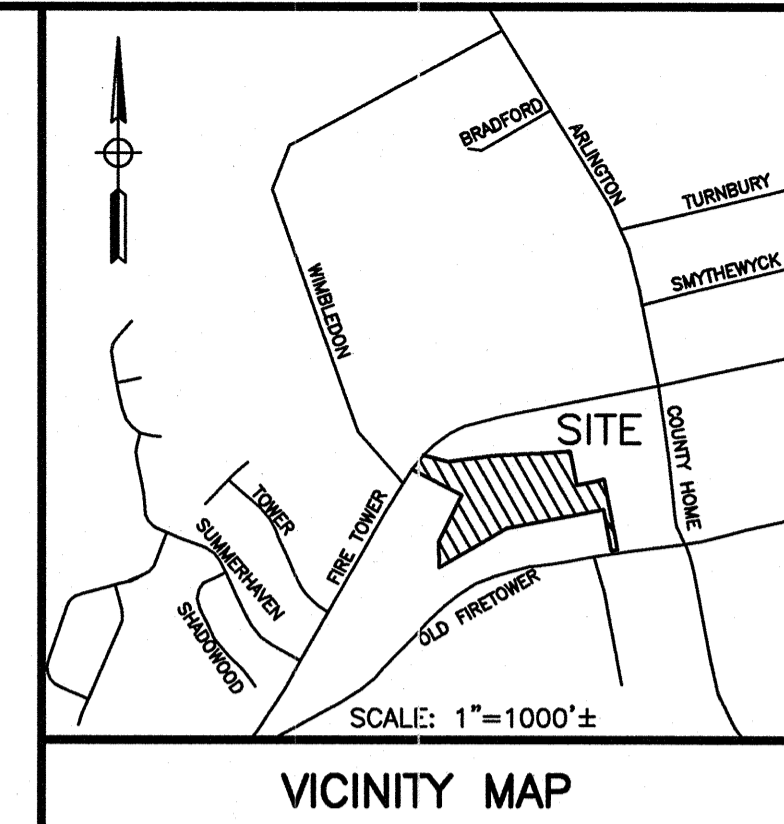 BRADFORD
ARLINGTON
TURNBURY
SMYTHEWYCK
WIMBLEDON
SITE
COUNTY HOME
TOWER
FIRE TOWER
SUMMERHAVEN
SHADOWOOD
OLD FIRETOWER
SCALE: 1"=1000'±
VICINITY MAP